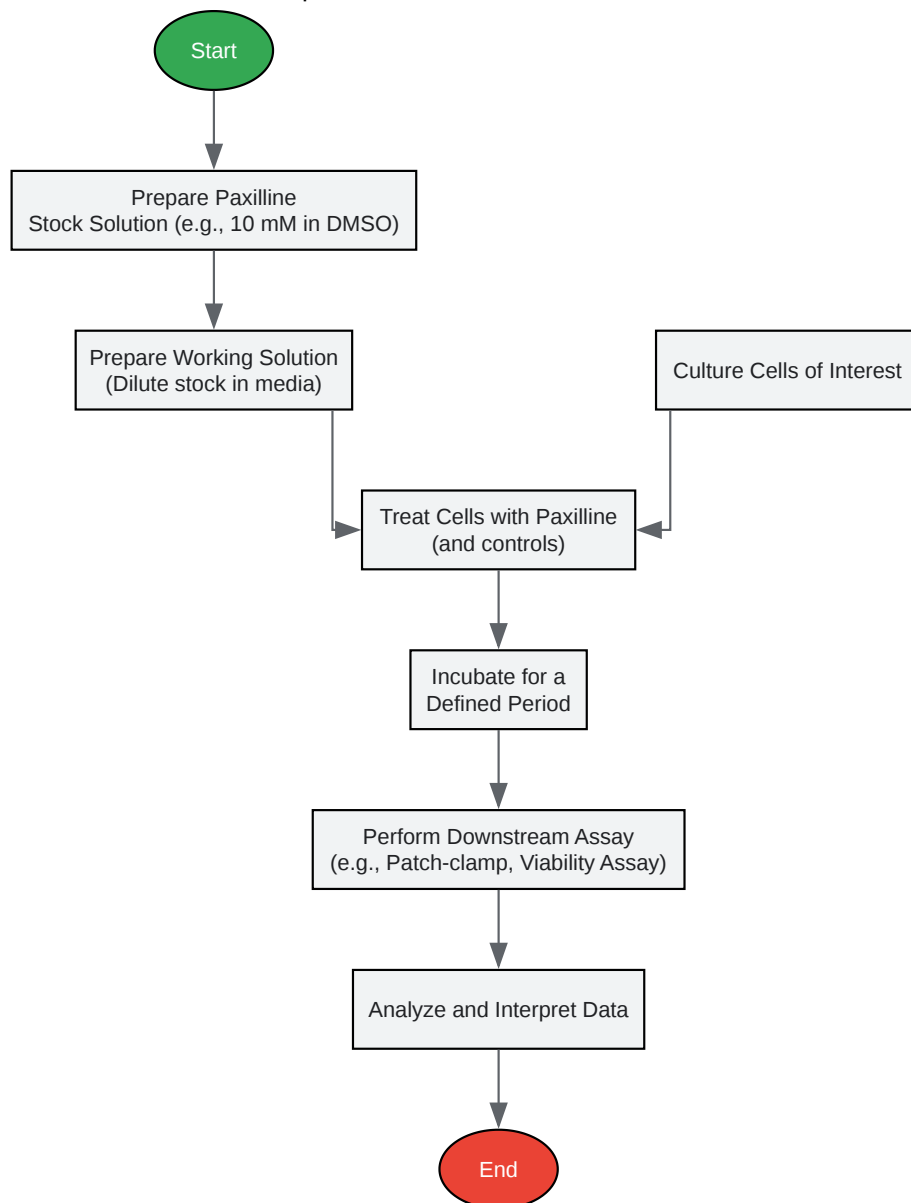 Start
Prepare Paxilline
Stock Solution (e.g., 10 mM in DMSO)
Prepare Working Solution
(Dilute stock in media)
Culture Cells of Interest
Treat Cells with Paxilline
(and controls)
Incubate for a
Defined Period
Perform Downstream Assay
(e.g., Patch-clamp, Viability Assay)
Analyze and Interpret Data
End